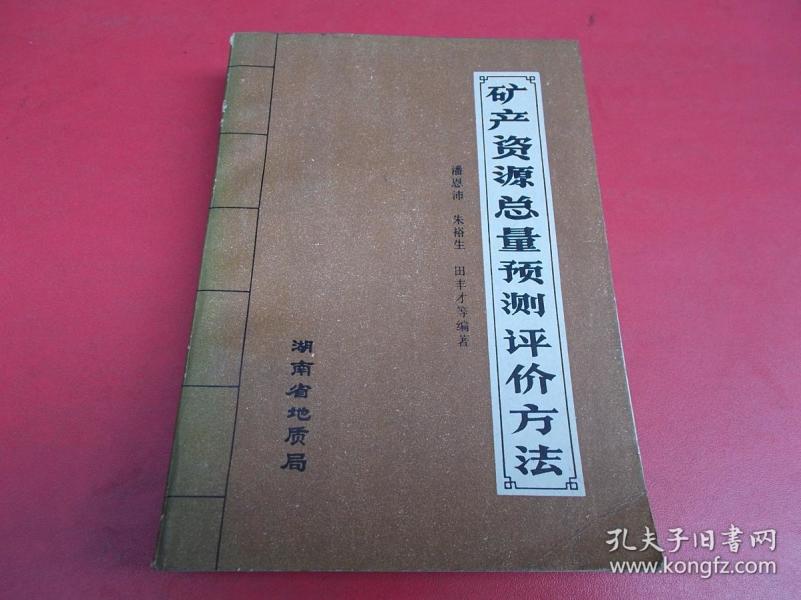 矿产资源总量预测评价方法
潘恩沛 朱裕生 田丰才等编著
湖南省地质局
孔夫子旧书网
www.kongfz.com